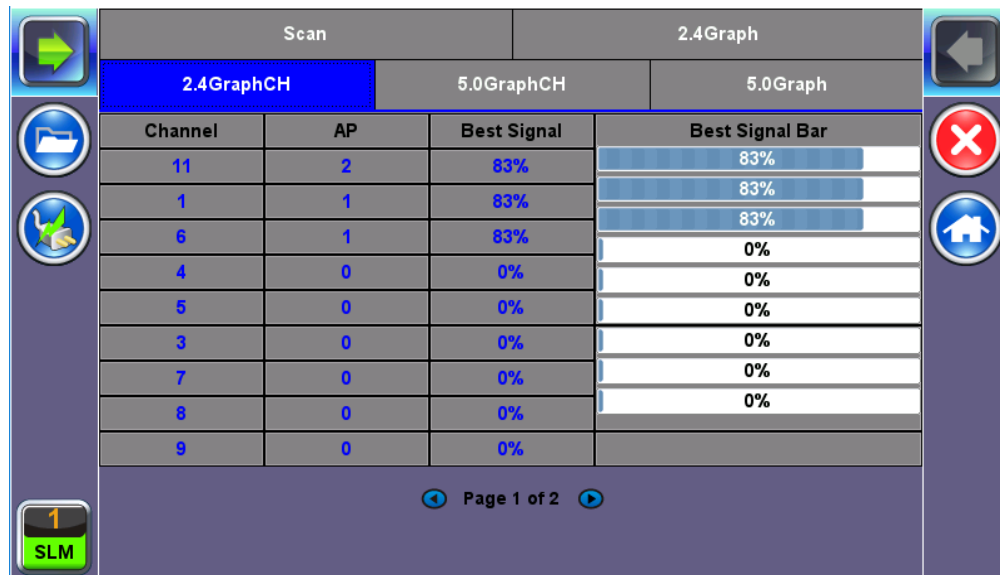 Scan 2.4Graph
2.4GraphCH 5.0GraphCH 5.0Graph
Channel AP Best Signal Best Signal Bar
11 2 83% 83%
1 1 83% 83%
6 1 83% 83%
4 0 0% 0%
5 0 0% 0%
3 0 0% 0%
7 0 0% 0%
8 0 0% 0%
9 0 0% 0%
Page 1 of 2
1
SLM